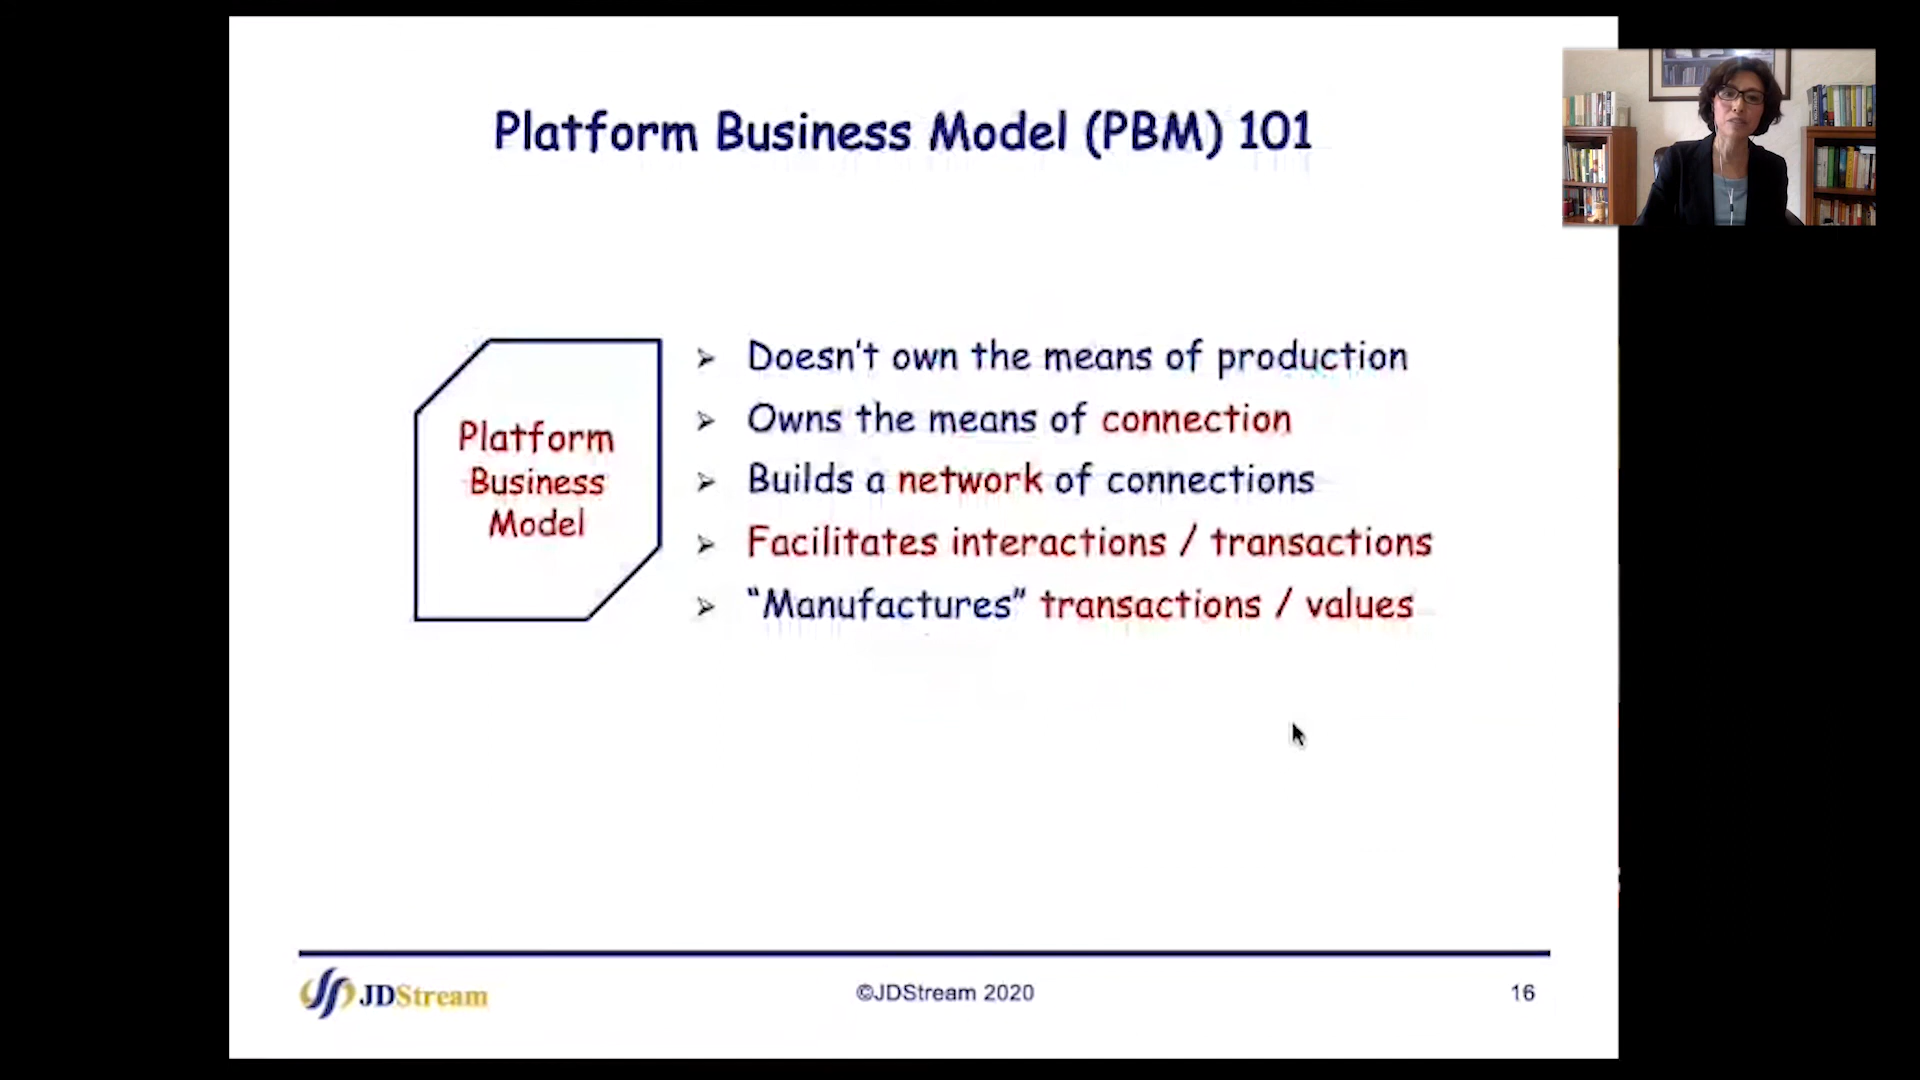 Platform Business Model (PBM) 101
Platform
Business
Model
Doesn't own the means of production
Owns the means of connection
Builds a network of connections
Facilitates interactions / transactions
“Manufactures” transactions / values
JDStream
©JDStream 2020
16